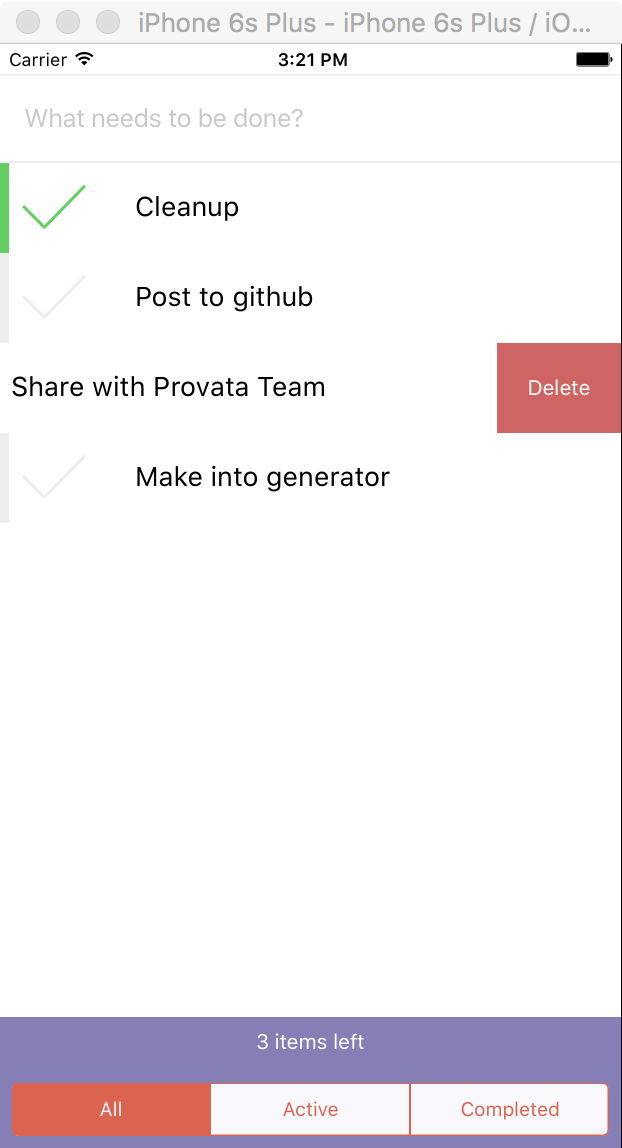 iPhone 6s Plus - iPhone 6s Plus / iO...
Carrier 3:21 PM
What needs to be done?
Cleanup
Post to github
Share with Provata Team Delete
Make into generator
3 items left
All Active Completed